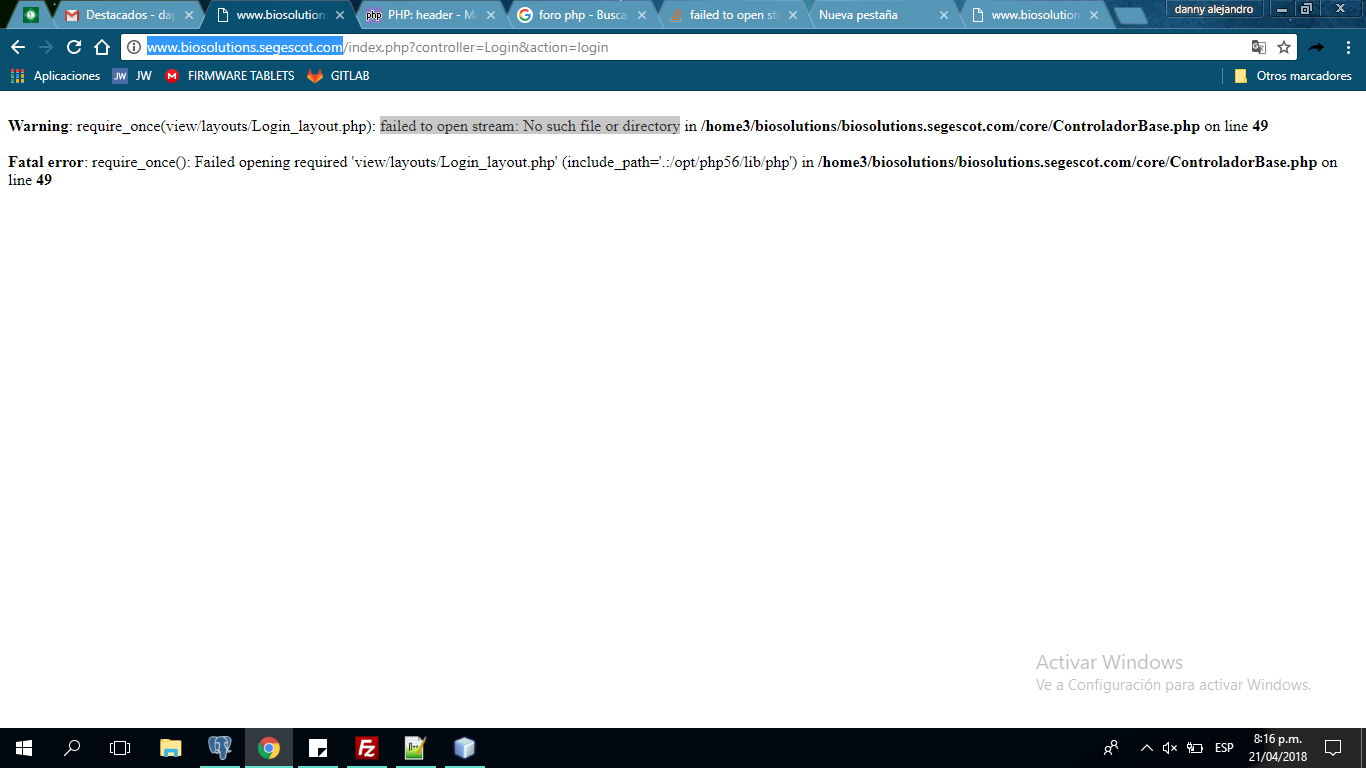 Destacados - dap
www.biosolution
PHP: header - Ma
foro php - Busca
failed to open str
Nueva pestaña
www.biosolution
danny alejandro
www.biosolutions.segescot.com/index.php?controller=Login&action=login
Aplicaciones
JW JW
FIRMWARE TABLETS
GITLAB
Otros marcadores
Warning: require_once(view/layouts/Login_layout.php): failed to open stream: No such file or directory in /home3/biosolutions/biosolutions.segescot.com/core/ControladorBase.php on line 49
Fatal error: require_once(): Failed opening required 'view/layouts/Login_layout.php' (include_path='.:/opt/php56/lib/php') in /home3/biosolutions/biosolutions.segescot.com/core/ControladorBase.php on
line 49
Activar Windows
Ve a Configuración para activar Windows.
ESP
8:16 p.m.
21/04/2018